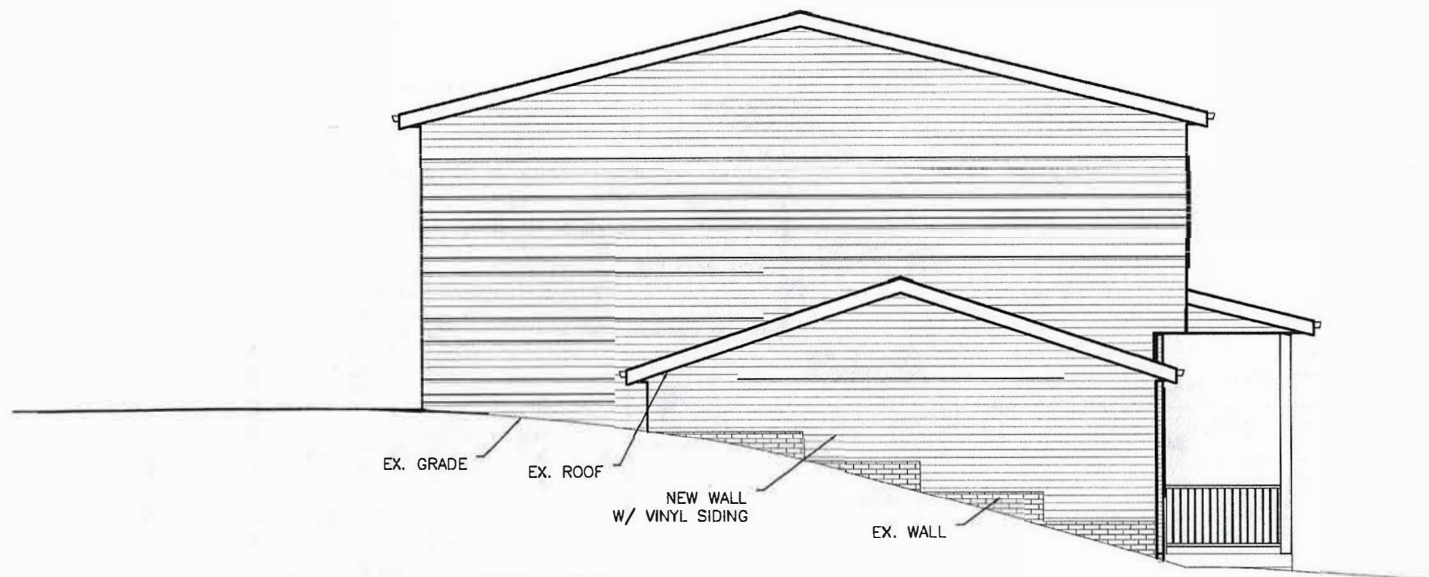 EX. GRADE
EX. ROOF
NEW WALL
W/ VINYL SIDING
EX. WALL